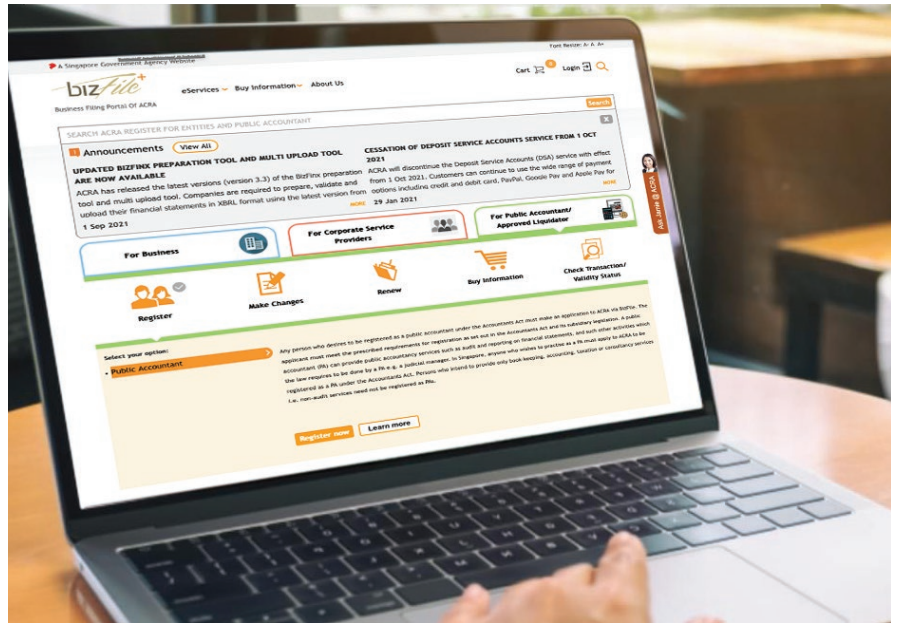 Font Resize: A- A A+
A Singapore Government Agency Website
bizfile+
eServices Buy Information About Us
Cart 0 Login
Business Filing Portal Of ACRA
SEARCH ACRA REGISTER FOR ENTITIES AND PUBLIC ACCOUNTANT
Search
Announcements View All
X
UPDATED BIZFINX PREPARATION TOOL AND MULTI UPLOAD TOOL
ARE NOW AVAILABLE
ACRA has released the latest versions (version 3.3) of the BizFinx preparation
tool and multi upload tool. Companies are required to prepare, validate and
upload their financial statements in XBRL format using the latest version from
MORE
1 Sep 2021
CESSATION OF DEPOSIT SERVICE ACCOUNTS SERVICE FROM 1 OCT
2021
ACRA will discontinue the Deposit Service Accounts (DSA) service with effect
from 1 Oct 2021. Customers can continue to use the wide range of payment
options including credit and debit card, PayPal, Google Pay and Apple Pay for
MORE
29 Jan 2021
Ask Jamie @ ACRA
For Business
For Corporate Service
Providers
For Public Accountant/
Approved Liquidator
Register
Make Changes
Renew
Buy Information
Check Transaction/
Validity Status
Select your option:
• Public Accountant
Any person who desires to be registered as a public accountant under the Accountants Act must make an application to ACRA via BizFile. The
applicant must meet the prescribed requirements for registration as set out in the Accountants Act and its subsidiary legislation. A public
accountant (PA) can provide public accountancy services such as audit and reporting on financial statements, and such other activities which
the law requires to be done by a PA e.g. a judicial manager. In Singapore, anyone who wishes to practise as a PA must apply to ACRA to be
registered as a PA under the Accountants Act. Persons who intend to provide only book-keeping, accounting, taxation or consultancy services
i.e. non-audit services need not be registered as PAs.
Register now
Learn more